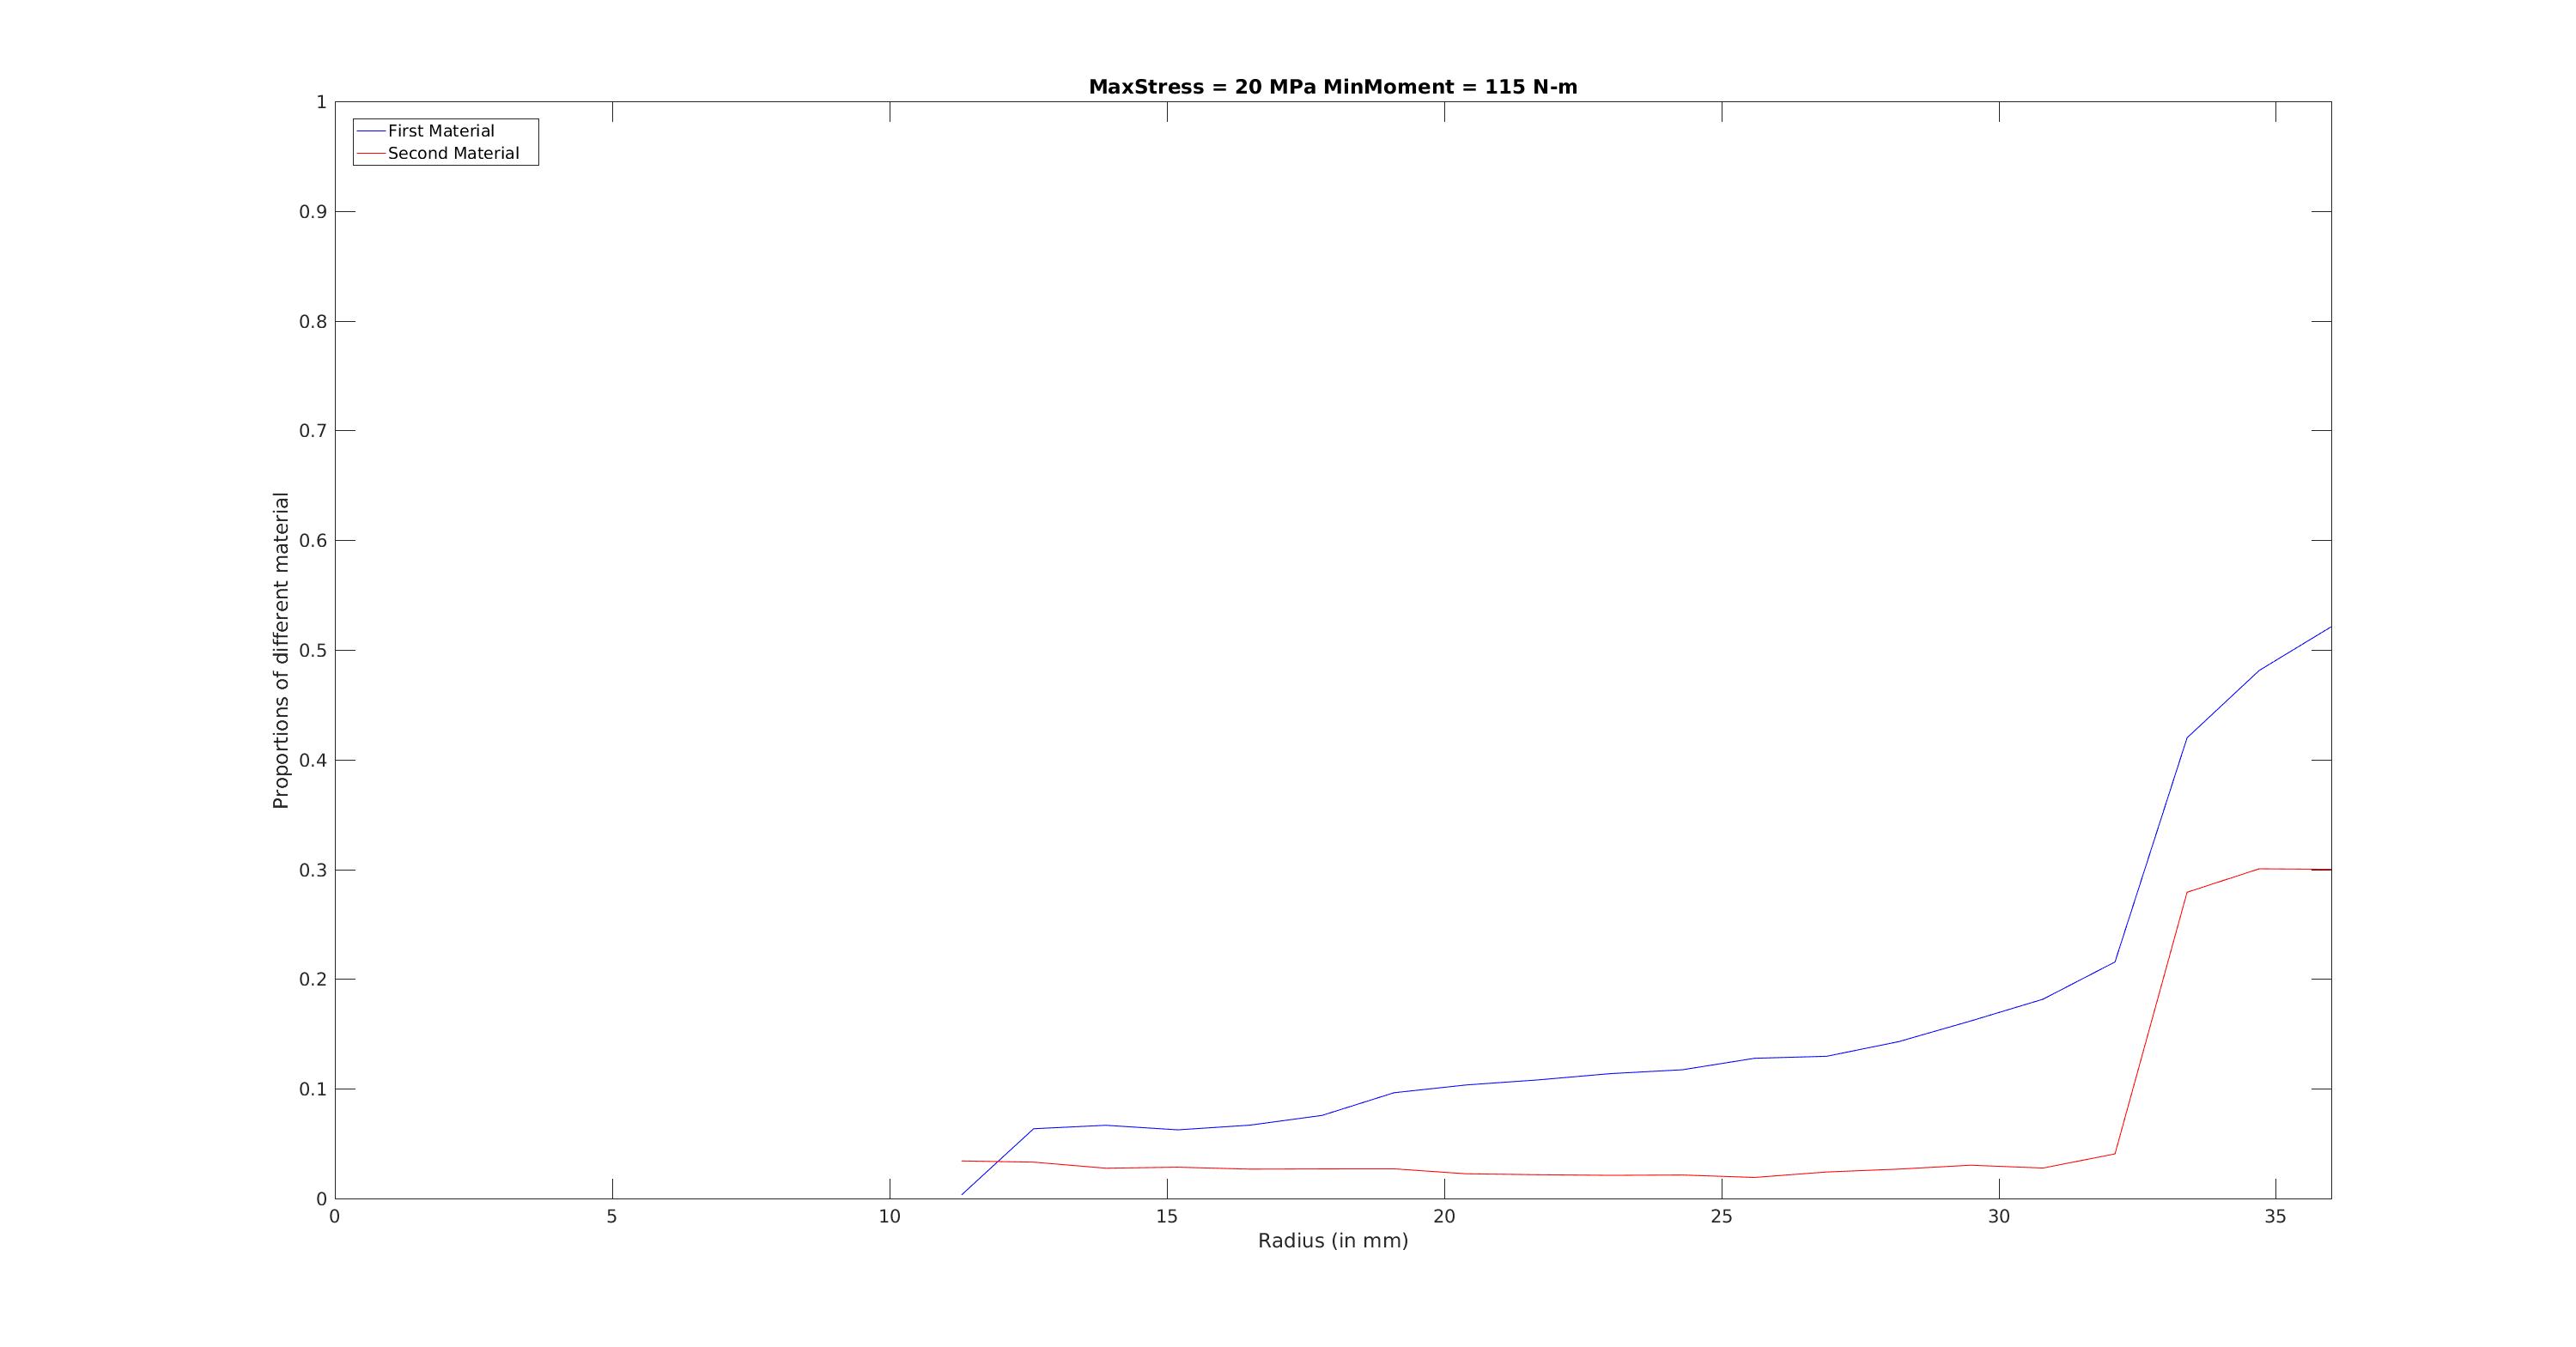 MaxStress = 20 MPa MinMoment = 115 N-m
First Material
Second Material
1
0.9
0.8
0.7
0.6
0.5
0.4
0.3
0.2
0.1
0
Proportions of different material
0 5 10 15 20 25 30 35
Radius (in mm)